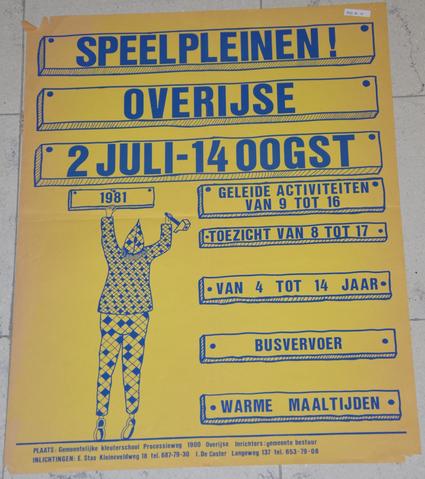 SPEELPLEINEN!
OVERIJSE
2 JULI-14 OOGST
1981
GELEIDE ACTIVITEITEN
VAN 9 TOT 16
TOEZICHT VAN 8 TOT 17
VAN 4 TOT 14 JAAR
BUSVERVOER
WARME MAALTIJDEN
PLAATS: Gemeentelijke kleuterschool Processieweg 1900 Overijse Inrichters: gemeente bestuur
INLICHTINGEN: E. Stas Kleineveldweg 18 tel. 687-79-30 I. De Coster Langeweg 137 tel. 653-79-08